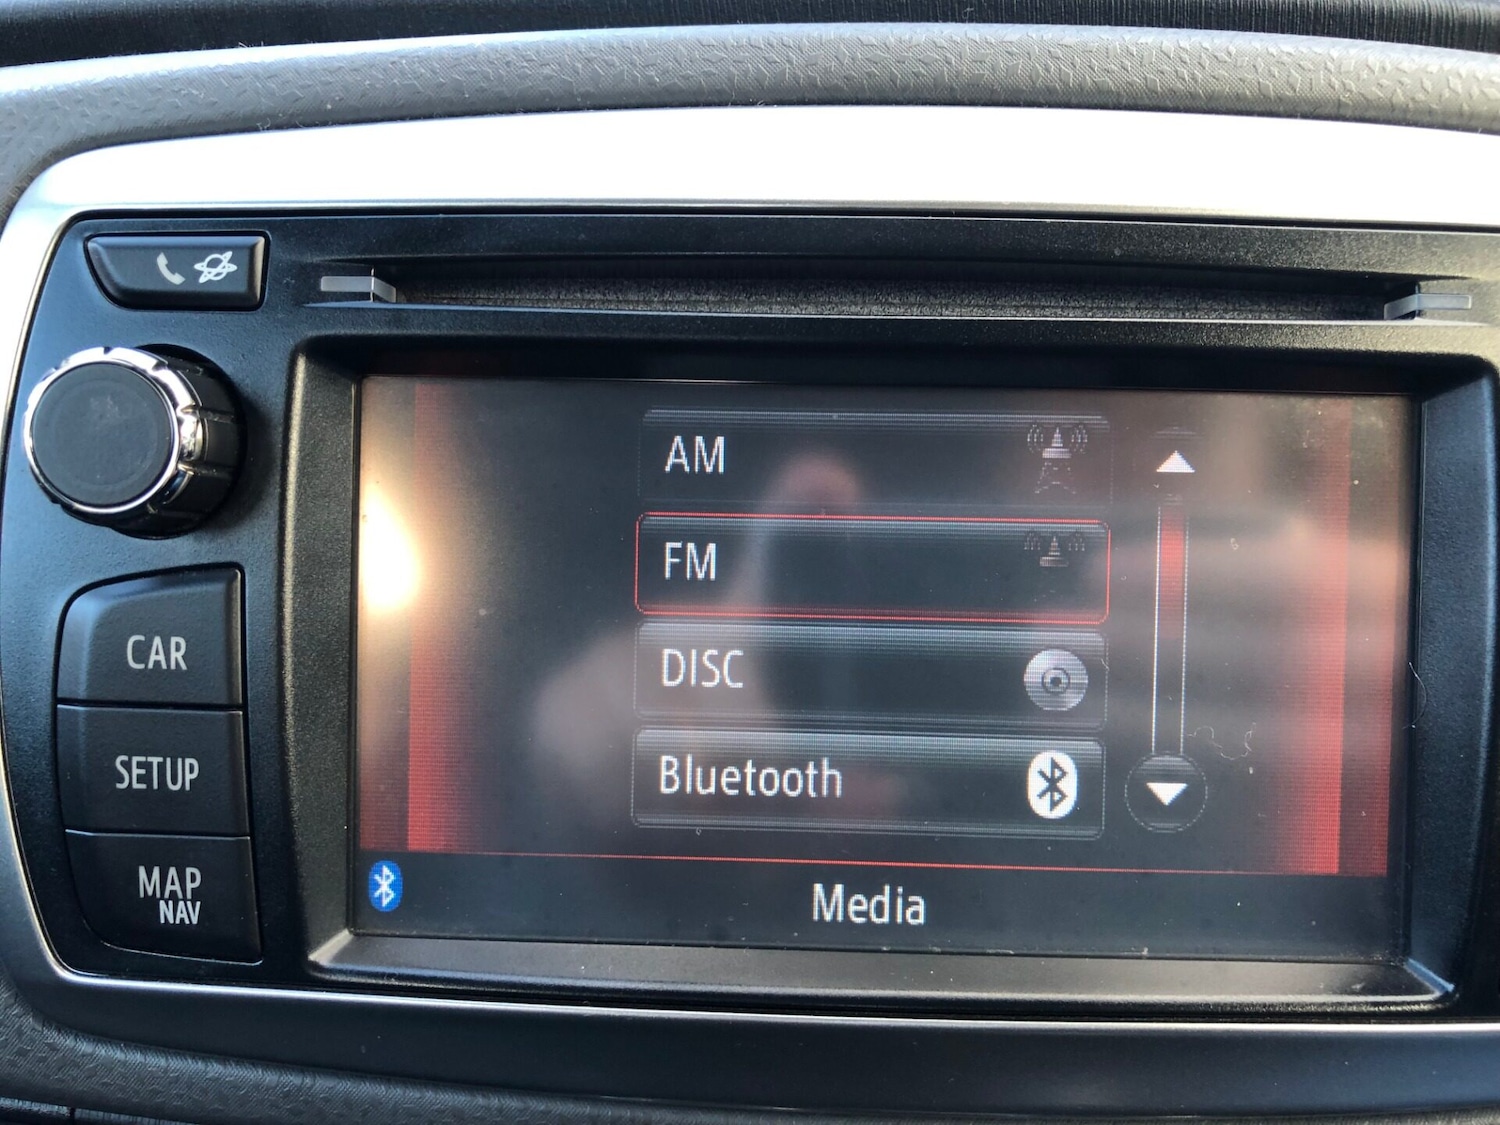 AM
FM
DISC
Bluetooth
Media
CAR
SETUP
MAP
NAV